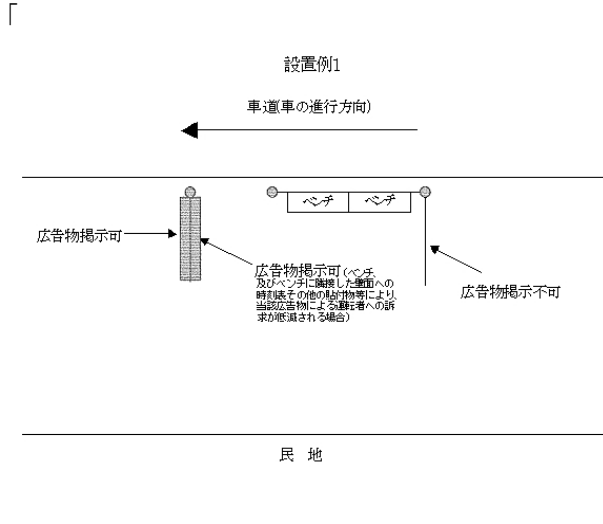 「
設置例1
車道(車の進行方向)
ベンチ ベンチ
広告物掲示可
広告物掲示可(ベンチ、
及びベンチに隣接した壁面への
時刻表その他の貼付物等により、
当該広告物による運転者への訴
求が低減される場合)
広告物掲示不可
民 地